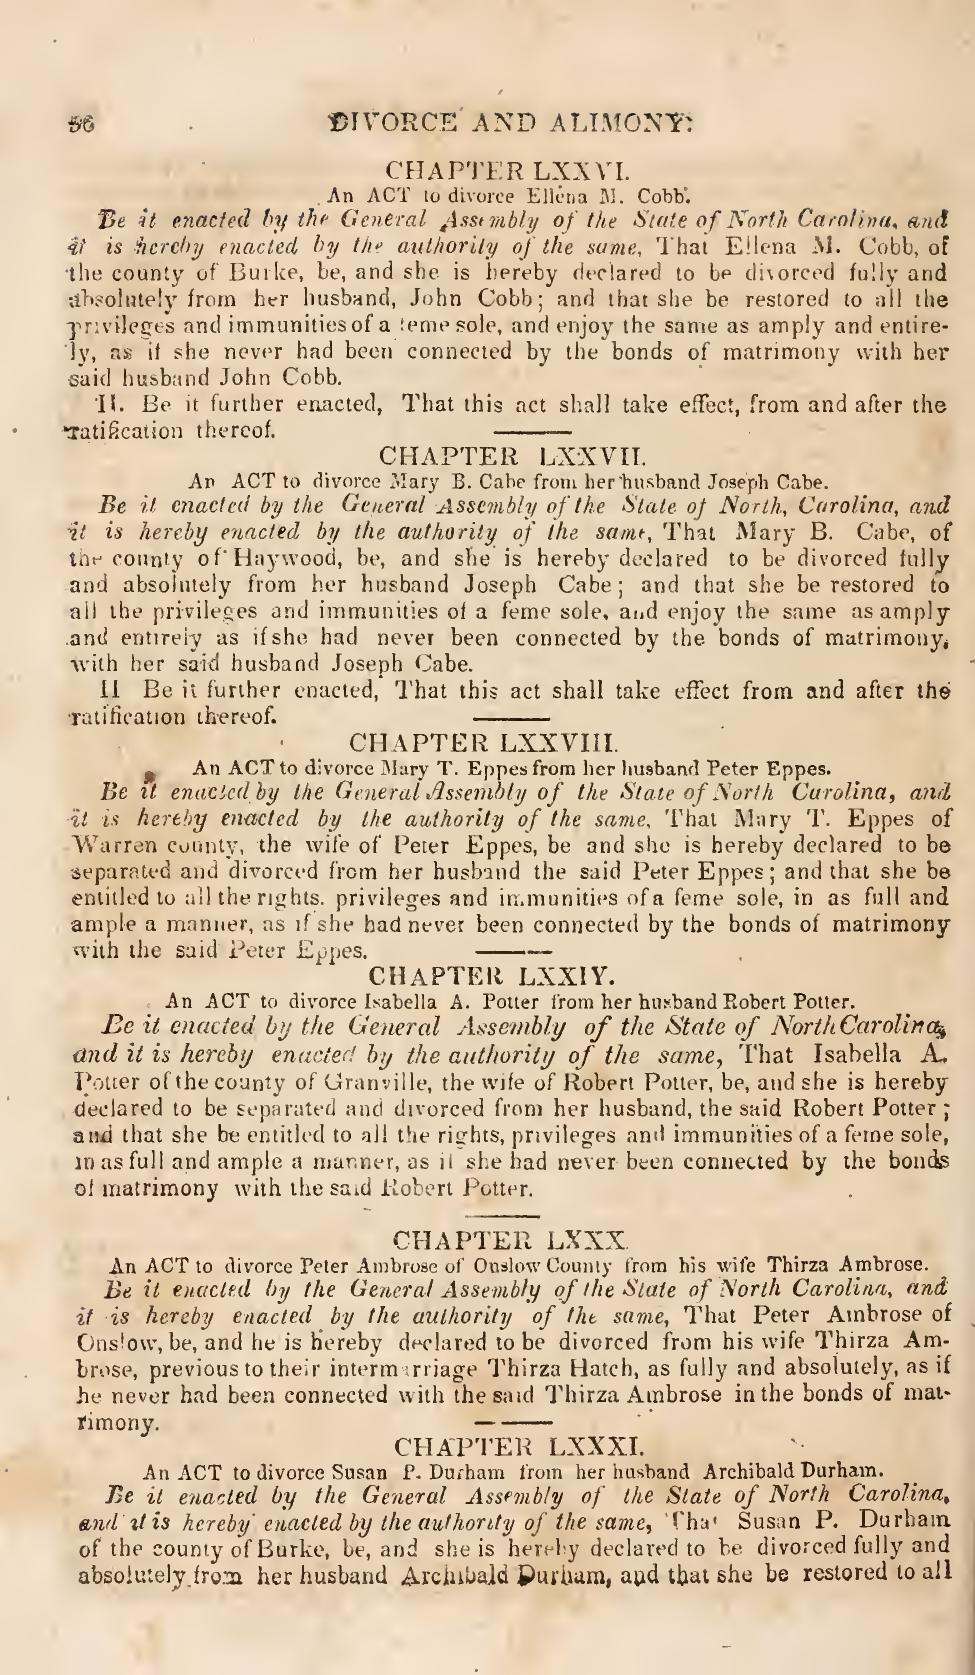 56 DIVORCE AND ALIMONY:
CHAPTER LXXVI.
An ACT to divorce Ellena M. Cobb.
Be it enacted by the General Assembly of the State of North Carolina, and
it is hereby enacted by the authority of the same, That Ellena M. Cobb, of
the county of Burke, be, and she is hereby declared to be divorced fully and
absolutely from her husband, John Cobb; and that she be restored to all the
privileges and immunities of a feme sole, and enjoy the same as amply and entire-
ly, as if she never had been connected by the bonds of matrimony with her
said husband John Cobb.
II. Be it further enacted, That this act shall take effect, from and after the
ratification thereof.
CHAPTER LXXVII.
An ACT to divorce Mary B. Cabe from her husband Joseph Cabe.
Be it enacted by the General Assembly of the State of North, Carolina, and
it is hereby enacted by the authority of the same, That Mary B. Cabe, of
the county of Haywood, be, and she is hereby declared to be divorced fully
and absolutely from her husband Joseph Cabe; and that she be restored to
all the privileges and immunities of a feme sole, and enjoy the same as amply
and entirely as if she had never been connected by the bonds of matrimony,
with her said husband Joseph Cabe.
II Be it further enacted, That this act shall take effect from and after the
ratification thereof.
CHAPTER LXXVIII.
An ACT to divorce Mary T. Eppes from her husband Peter Eppes.
Be it enacted by the General Assembly of the State of North Carolina, and
it is hereby enacted by the authority of the same, That Mary T. Eppes of
Warren county, the wife of Peter Eppes, be and she is hereby declared to be
separated and divorced from her husband the said Peter Eppes; and that she be
entitled to all the rights. privileges and immunities of a feme sole, in as full and
ample a manner, as if she had never been connected by the bonds of matrimony
with the said Peter Eppes.
CHAPTER LXXIV.
An ACT to divorce Isabella A. Potter from her husband Robert Potter.
Be it enacted by the General Assembly of the State of North Carolina,
and it is hereby enacted by the authority of the same, That Isabella A.
Potter of the county of Granville, the wife of Robert Potter, be, and she is hereby
declared to be separated and divorced from her husband, the said Robert Potter;
and that she be entitled to all the rights, privileges and immunities of a feme sole,
in as full and ample a manner, as if she had never been connected by the bonds
of matrimony with the said Robert Potter.
CHAPTER LXXX.
An ACT to divorce Peter Ambrose of Onslow County from his wife Thirza Ambrose.
Be it enacted by the General Assembly of the State of North Carolina, and
it is hereby enacted by the authority of the same, That Peter Ambrose of
Onslow, be, and he is hereby declared to be divorced from his wife Thirza Am-
brose, previous to their intermarriage Thirza Hatch, as fully and absolutely, as if
he never had been connected with the said Thirza Ambrose in the bonds of mat-
rimony.
CHAPTER LXXXI.
An ACT to divorce Susan P. Durham from her husband Archibald Durham.
Be it enacted by the General Assembly of the State of North Carolina,
and it is hereby enacted by the authority of the same, That Susan P. Durham
of the county of Burke, be, and she is hereby declared to be divorced fully and
absolutely from her husband Archibald Durham, and that she be restored to all